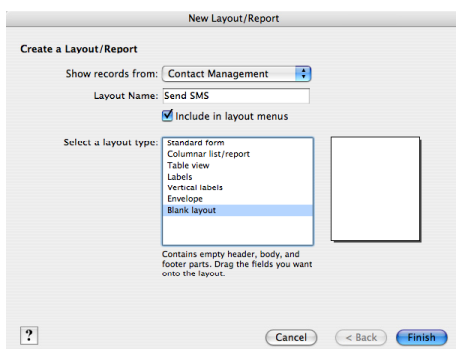 New Layout/Report
Create a Layout/Report
Show records from: Contact Management
Layout Name: Send SMS
Include in layout menus
Select a layout type: Standard form
Columnar list/report
Table view
Labels
Vertical labels
Envelope
Blank layout
Contains empty header, body, and
footer parts. Drag the fields you want
onto the layout.
? Cancel < Back Finish